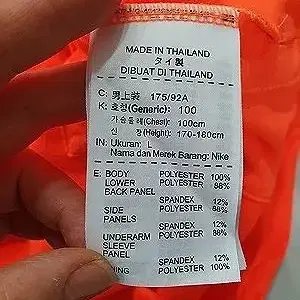 MADE IN THAILAND
タイ製
DIBUAT DI THAILAND
C: 男上装 175/92A
K: 호칭(Generic): 100
가슴둘레(Chest): 100cm
신 장(Height): 170-180cm
IN: Ukuran: L
Nama dan Merek Barang: Nike
E: BODY POLYESTER 100%
LOWER POLYESTER 88%
BACK PANEL
SPANDEX 12%
SIDE POLYESTER 88%
PANELS
SPANDEX 12%
UNDERARM POLYESTER 88%
SLEEVE
PANEL
SPANDEX 12%
POLYESTER 100%